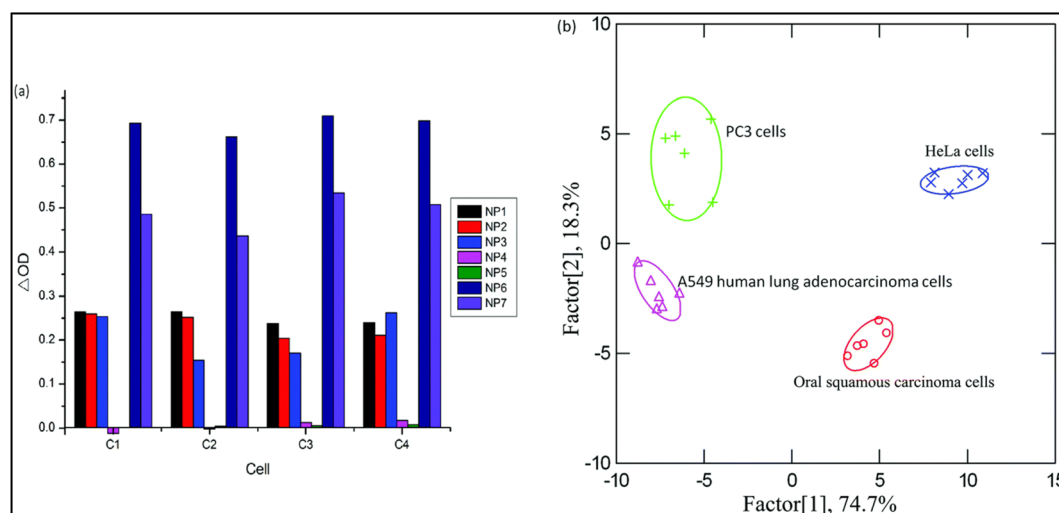 (a)
△OD
0.7
0.6
0.5
0.4
0.3
0.2
0.1
0.0
C1
C2
C3
C4
Cell
NP1
NP2
NP3
NP4
NP5
NP6
NP7
(b)
10
5
0
-5
-10
Factor[2], 18.3%
PC3 cells
HeLa cells
A549 human lung adenocarcinoma cells
Oral squamous carcinoma cells
-10
-5
0
5
10
15
Factor[1], 74.7%